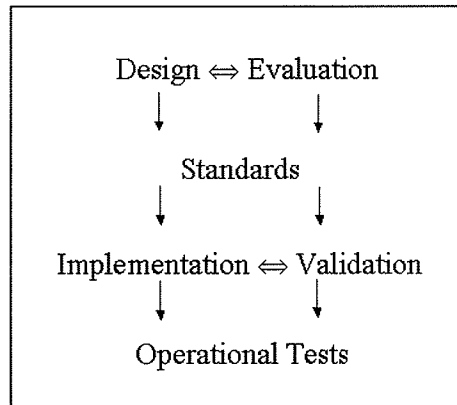 Design ⇔ Evaluation
Standards
Implementation ⇔ Validation
Operational Tests